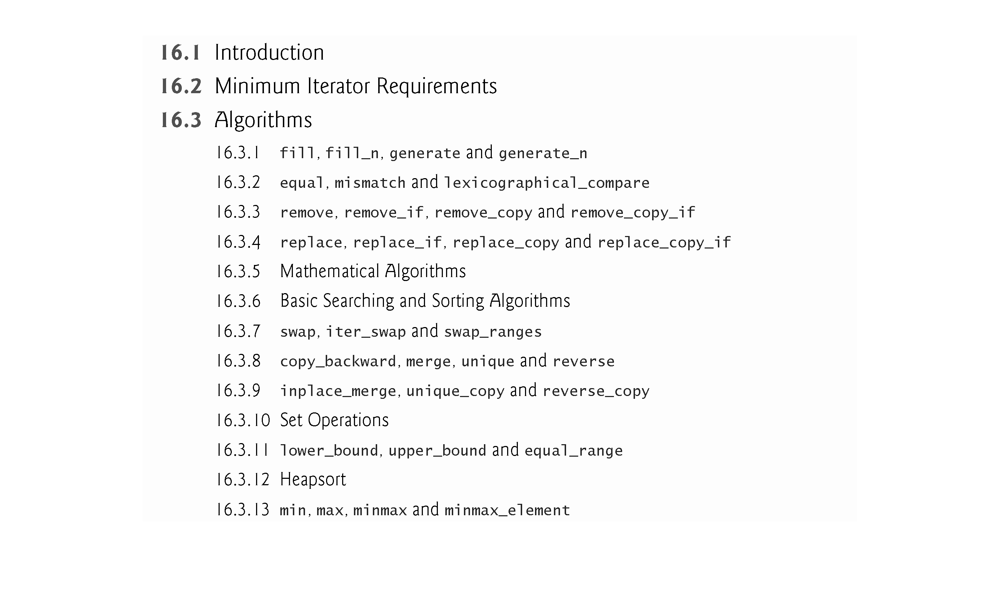 16.1 Introduction
16.2 Minimum Iterator Requirements
16.3 Algorithms
16.3.1 fill, fill_n, generate and generate_n
16.3.2 equal, mismatch and lexicographical_compare
16.3.3 remove, remove_if, remove_copy and remove_copy_if
16.3.4 replace, replace_if, replace_copy and replace_copy_if
16.3.5 Mathematical Algorithms
16.3.6 Basic Searching and Sorting Algorithms
16.3.7 swap, iter_swap and swap_ranges
16.3.8 copy_backward, merge, unique and reverse
16.3.9 inplace_merge, unique_copy and reverse_copy
16.3.10 Set Operations
16.3.11 lower_bound, upper_bound and equal_range
16.3.12 Heapsort
16.3.13 min, max, minmax and minmax_element